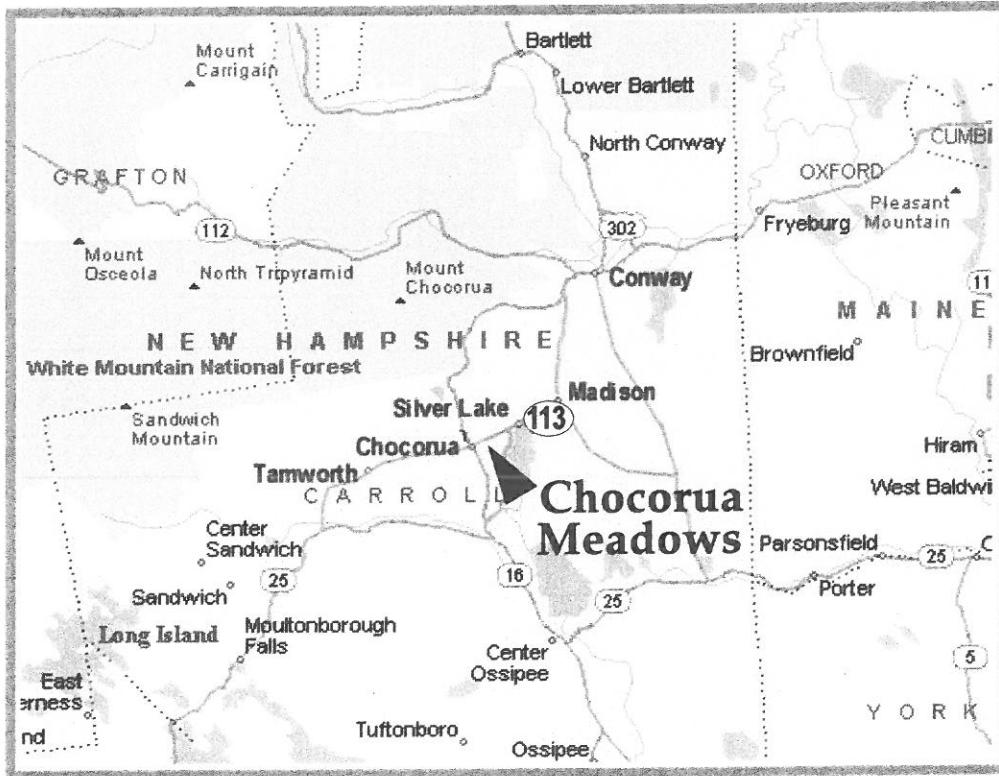 Bartlett
Mount
Carrigain
Lower Bartlett
North Conway
CUMBE
GRAFTON
OXFORD
Pleasant
Mountain
302
Fryeburg
112
Mount
Osceola
North Tripyramid
Mount
Chocorua
Conway
11
MAINE
NEW HAMPSHIRE
Brownfield
White Mountain National Forest
Madison
Silver Lake
113
Sandwich
Mountain
Chocorua
Hiram
Tamworth
West Baldwi
CARROLL
Chocorua
Meadows
Center
Sandwich
Parsonsfield
25
C
16
25
25
Porter
Sandwich
Long Island
Moultonborough
Falls
Center
Ossipee
5
East
erness
nd
YORK
Tuftonboro
Ossipee